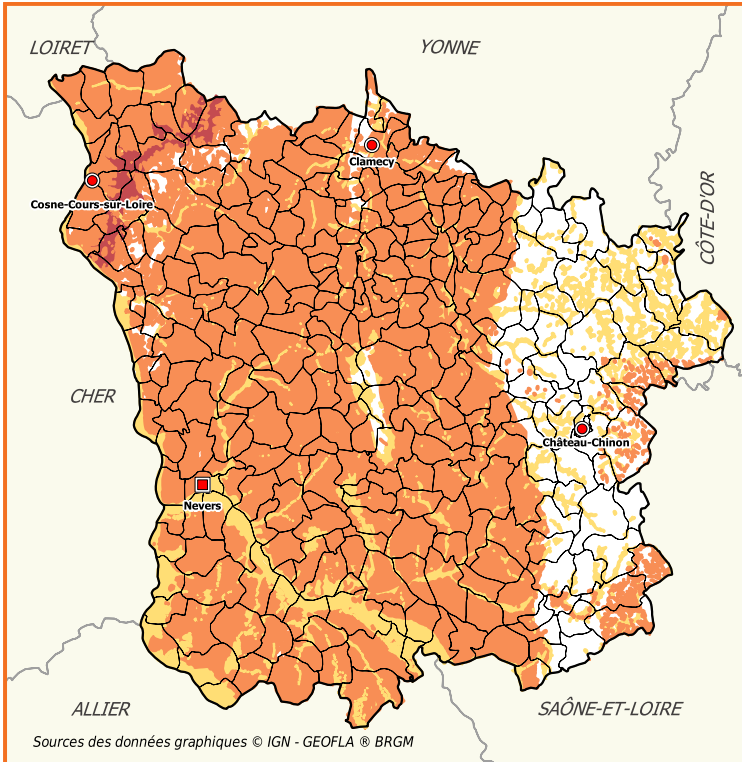 LOIRET
YONNE
Clamecy
Cosne-Cours-sur-Loire
CÔTE-D'OR
CHER
Château-Chinon
Nevers
ALLIER
SAÔNE-ET-LOIRE
Sources des données graphiques © IGN - GEOFLA ® BRGM